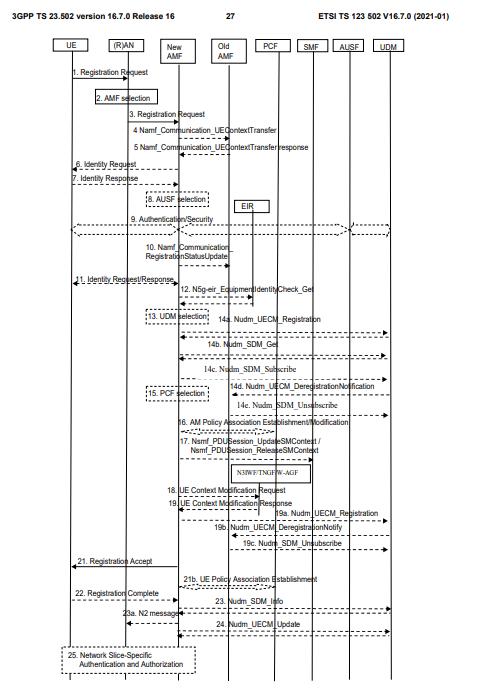 3GPP TS 23.502 version 16.7.0 Release 16
27
ETSI TS 123 502 V16.7.0 (2021-01)
UE
(R)AN
New
AMF
Old
AMF
PCF
SMF
AUSF
UDM
1. Registration Request
2. AMF selection
3. Registration Request
4 Namf_Communication_UEContextTransfer
5 Namf_Communication_UEContextTransfer response
6. Identity Request
7. Identity Response
8. AUSF selection
EIR
9. Authentication/Security
10. Namf_Communication_
RegistrationStatusUpdate
11. Identity Request/Response
12. N5g-eir_EquipmentIdentityCheck_Get
13. UDM selection
14a. Nudm_UECM_Registration
14b. Nudm_SDM_Get
14c. Nudm_SDM_Subscribe
14d. Nudm_UECM_DeregistrationNotification
15. PCF selection
14e. Nudm_SDM_Unsubscribe
16. AM Policy Association Establishment/Modification
17. Nsmf_PDUSession_UpdateSMContext /
Nsmf_PDUSession_ReleaseSMContext
N3IWF/TNGF/W-AGF
18. UE Context Modification Request
19. UE Context Modification Response
19a. Nudm_UECM_Registration
19b. Nudm_UECM_DeregistrationNotify
19c. Nudm_SDM_Unsubscribe
21. Registration Accept
21b. UE Policy Association Establishment
22. Registration Complete
23. Nudm_SDM_Info
23a. N2 message
24. Nudm_UECM_Update
25. Network Slice-Specific
Authentication and Authorization